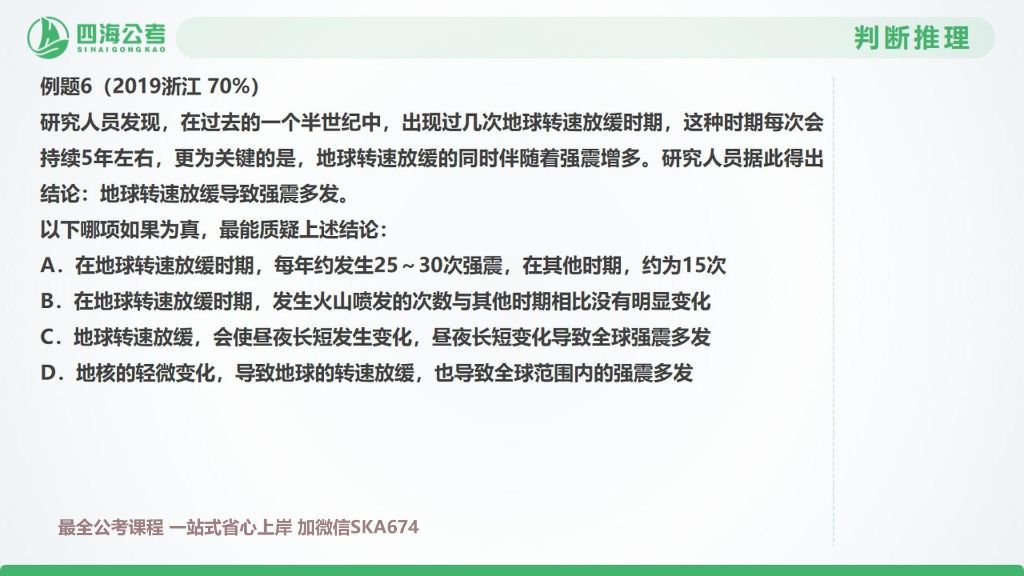 四海公考
SIHAIGONGKAO
判断推理
例题6（2019浙江 70%）
研究人员发现，在过去的一个半世纪中，出现过几次地球转速放缓时期，这种时期每次会
持续5年左右，更为关键的是，地球转速放缓的同时伴随着强震增多。研究人员据此得出
结论：地球转速放缓导致强震多发。
以下哪项如果为真，最能质疑上述结论：
A．在地球转速放缓时期，每年约发生25～30次强震，在其他时期，约为15次
B．在地球转速放缓时期，发生火山喷发的次数与其他时期相比没有明显变化
C．地球转速放缓，会使昼夜长短发生变化，昼夜长短变化导致全球强震多发
D．地核的轻微变化，导致地球的转速放缓，也导致全球范围内的强震多发
最全公考课程 一站式省心上岸 加微信SKA674